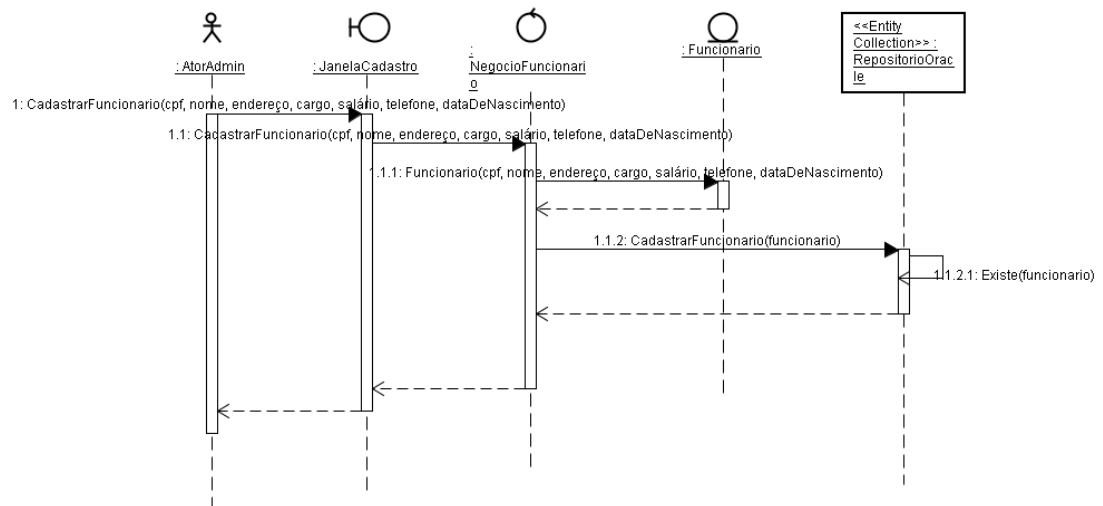 <<Entity
Collection>> :
RepositorioOrac
le
: AtorAdmin
: JanelaCadastro
:
NegocioFuncionari
o
: Funcionario
1: CadastrarFuncionario(cpf, nome, endereço, cargo, salário, telefone, dataDeNascimento)
1.1: CadastrarFuncionario(cpf, nome, endereço, cargo, salário, telefone, dataDeNascimento)
1.1.1: Funcionario(cpf, nome, endereço, cargo, salário, telefone, dataDeNascimento)
1.1.2: CadastrarFuncionario(funcionario)
1.1.2.1: Existe(funcionario)